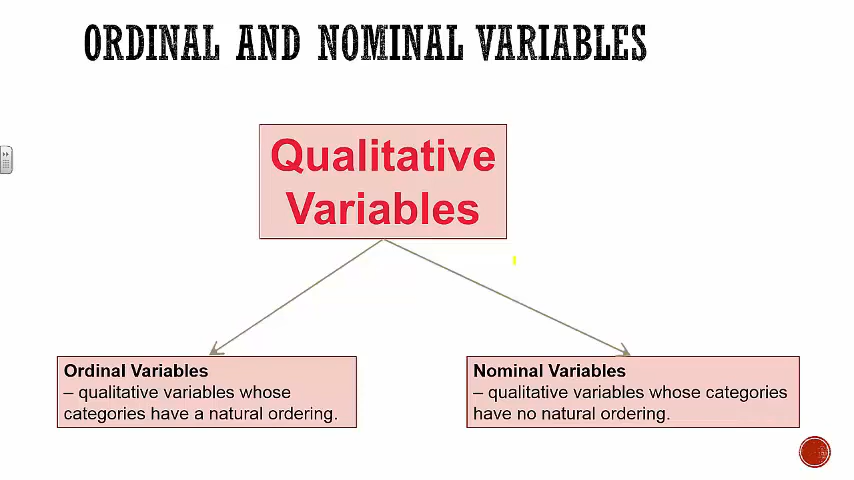 ORDINAL AND NOMINAL VARIABLES
Qualitative
Variables
Ordinal Variables
– qualitative variables whose
categories have a natural ordering.
Nominal Variables
– qualitative variables whose categories
have no natural ordering.